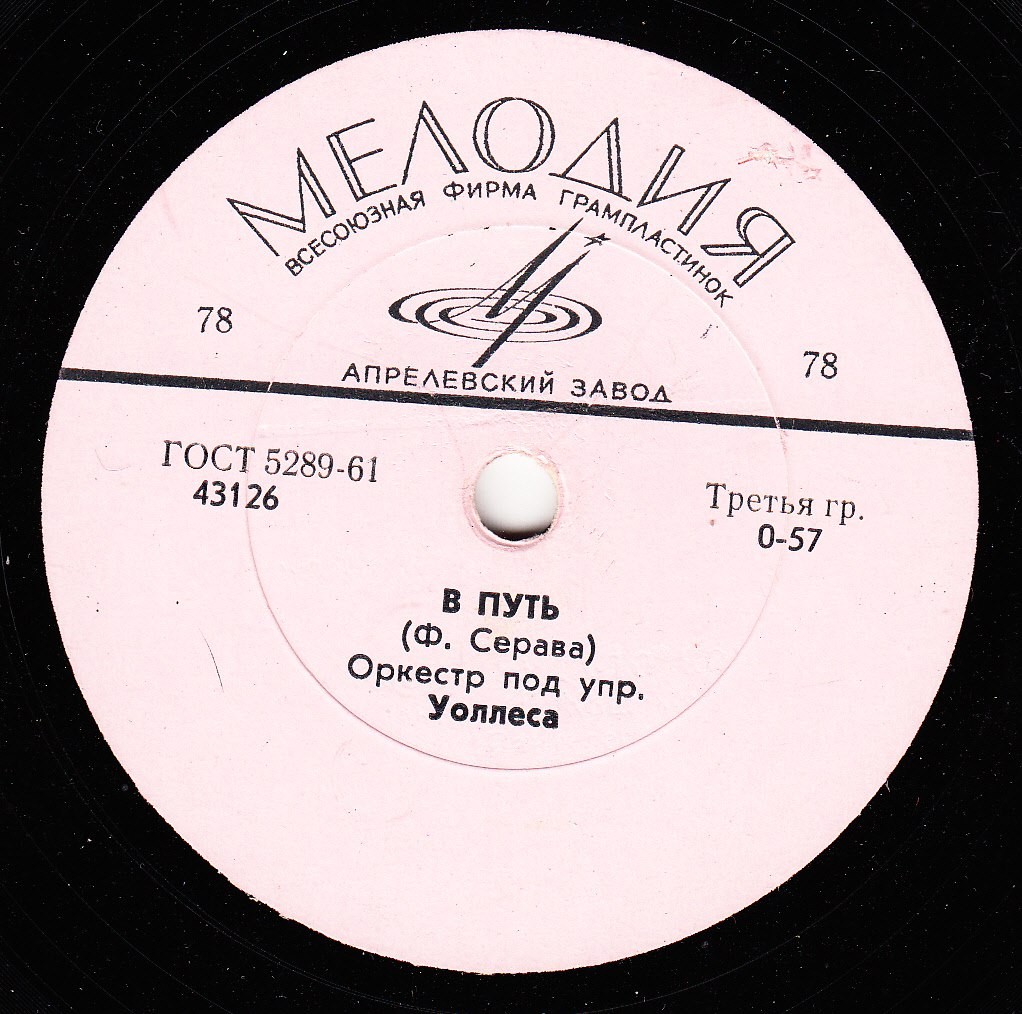 МЕЛОДИЯ
ВСЕСОЮЗНАЯ ФИРМА ГРАМПЛАСТИНОК
78
78
АПРЕЛЕВСКИЙ ЗАВОД
ГОСТ 5289-61
43126
Третья гр.
0-57
В ПУТЬ
(Ф. Серава)
Оркестр под упр.
Уоллеса